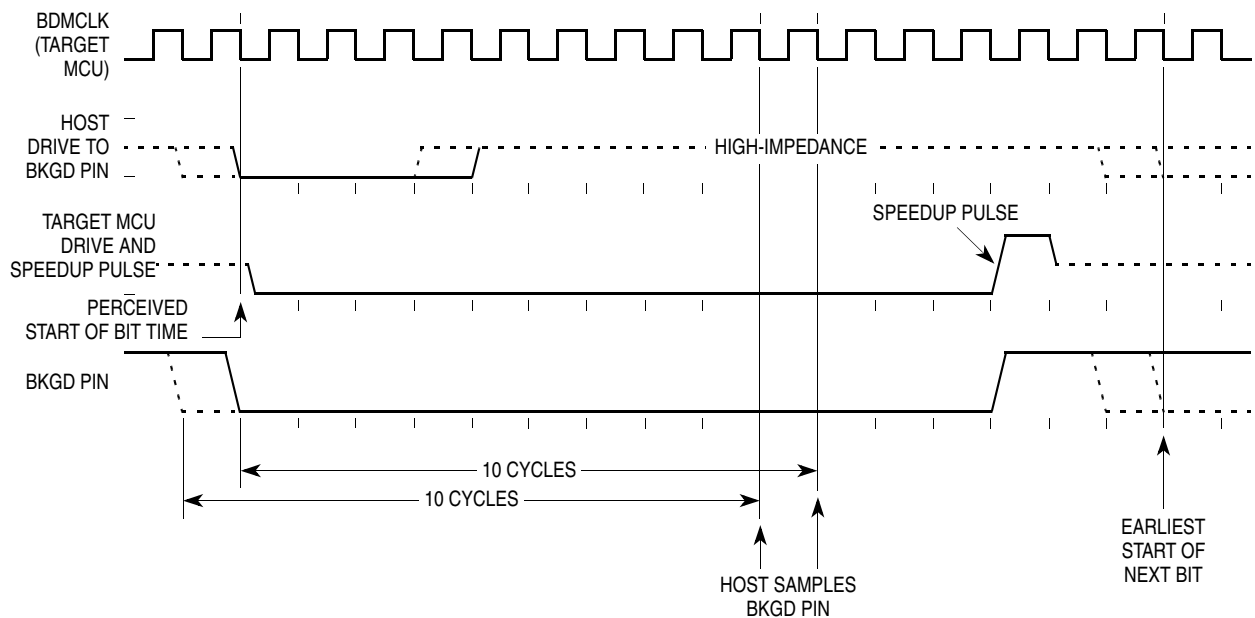 BDMCLK
(TARGET
MCU)
HOST
DRIVE TO
BKGD PIN
HIGH-IMPEDANCE
TARGET MCU
DRIVE AND
SPEEDUP PULSE
SPEEDUP PULSE
PERCEIVED
START OF BIT TIME
BKGD PIN
10 CYCLES
10 CYCLES
HOST SAMPLES
BKGD PIN
EARLIEST
START OF
NEXT BIT